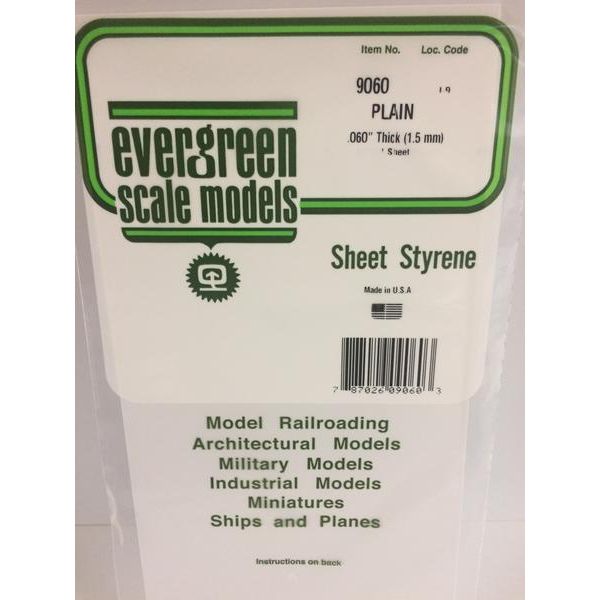 Item No. Loc. Code
9060 L9
PLAIN
.060" Thick (1.5 mm)
1 Sheet
evergreen
scale models
Sheet Styrene
Made in U.S.A
7 87026 09060 3
Model Railroading
Architectural Models
Military Models
Industrial Models
Miniatures
Ships and Planes
Instructions on back